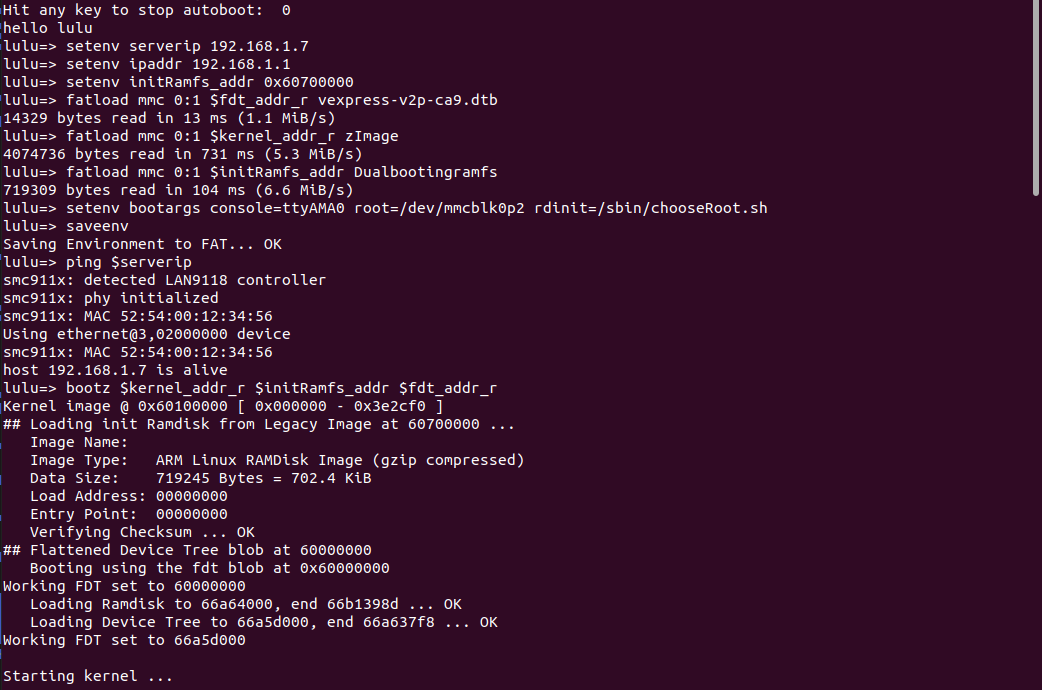 Hit any key to stop autoboot:  0
hello lulu
lulu=> setenv serverip 192.168.1.7
lulu=> setenv ipaddr 192.168.1.1
lulu=> setenv initRamfs_addr 0x60700000
lulu=> fatload mmc 0:1 $fdt_addr_r vexpress-v2p-ca9.dtb
14329 bytes read in 13 ms (1.1 MiB/s)
lulu=> fatload mmc 0:1 $kernel_addr_r zImage
4074736 bytes read in 731 ms (5.3 MiB/s)
lulu=> fatload mmc 0:1 $initRamfs_addr Dualbootingramfs
719309 bytes read in 104 ms (6.6 MiB/s)
lulu=> setenv bootargs console=ttyAMA0 root=/dev/mmcblk0p2 rdinit=/sbin/chooseRoot.sh
lulu=> saveenv
Saving Environment to FAT... OK
lulu=> ping $serverip
smc911x: detected LAN9118 controller
smc911x: phy initialized
smc911x: MAC 52:54:00:12:34:56
Using ethernet@3,02000000 device
smc911x: MAC 52:54:00:12:34:56
host 192.168.1.7 is alive
lulu=> bootz $kernel_addr_r $initRamfs_addr $fdt_addr_r
Kernel image @ 0x60100000 [ 0x000000 - 0x3e2cf0 ]
## Loading init Ramdisk from Legacy Image at 60700000 ...
   Image Name:
   Image Type:   ARM Linux RAMDisk Image (gzip compressed)
   Data Size:    719245 Bytes = 702.4 KiB
   Load Address: 00000000
   Entry Point:  00000000
   Verifying Checksum ... OK
## Flattened Device Tree blob at 60000000
   Booting using the fdt blob at 0x60000000
Working FDT set to 60000000
   Loading Ramdisk to 66a64000, end 66b1398d ... OK
   Loading Device Tree to 66a5d000, end 66a637f8 ... OK
Working FDT set to 66a5d000

Starting kernel ...